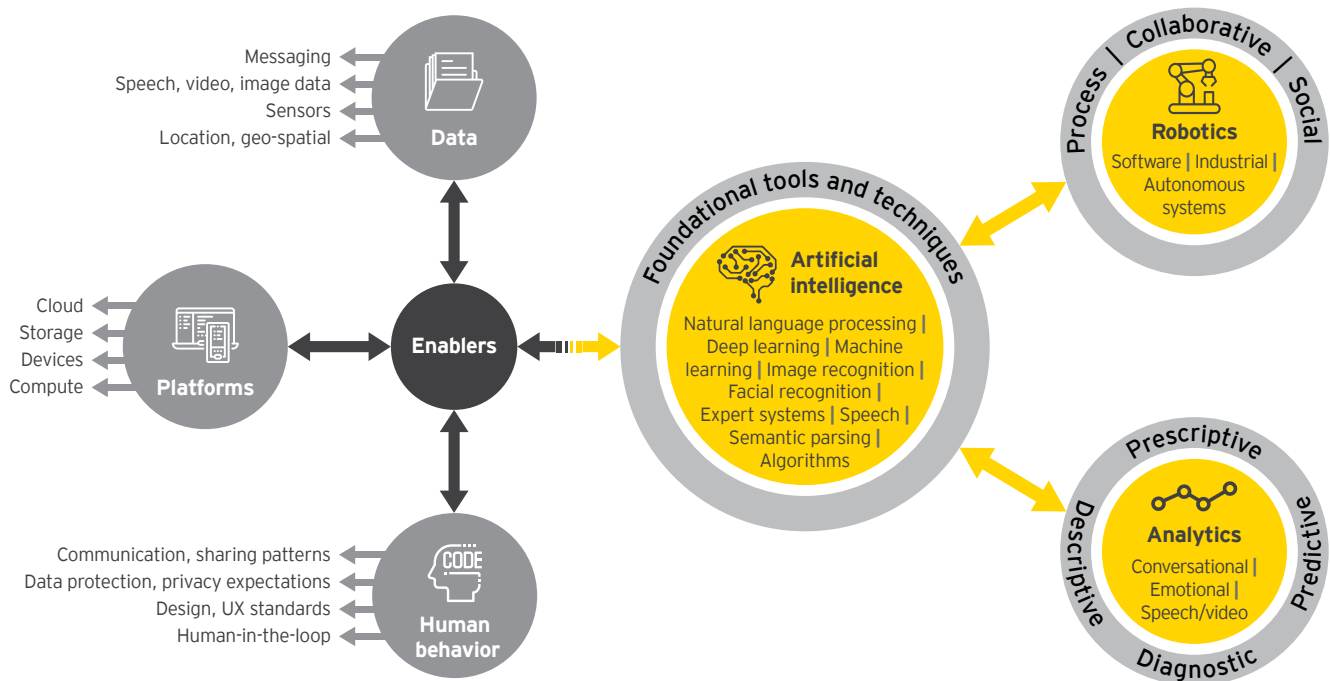 Messaging
Speech, video, image data
Sensors
Location, geo-spatial
Data
Cloud
Storage
Devices
Compute
Platforms
Enablers
Communication, sharing patterns
Data protection, privacy expectations
Design, UX standards
Human-in-the-loop
CODE
Human
behavior
Foundational tools and techniques
Artificial
intelligence
Natural language processing |
Deep learning | Machine
learning | Image recognition |
Facial recognition |
Expert systems | Speech |
Semantic parsing |
Algorithms
Process | Collaborative | Social
Robotics
Software | Industrial |
Autonomous
systems
Prescriptive
Descriptive
Predictive
Diagnostic
Analytics
Conversational |
Emotional |
Speech/video